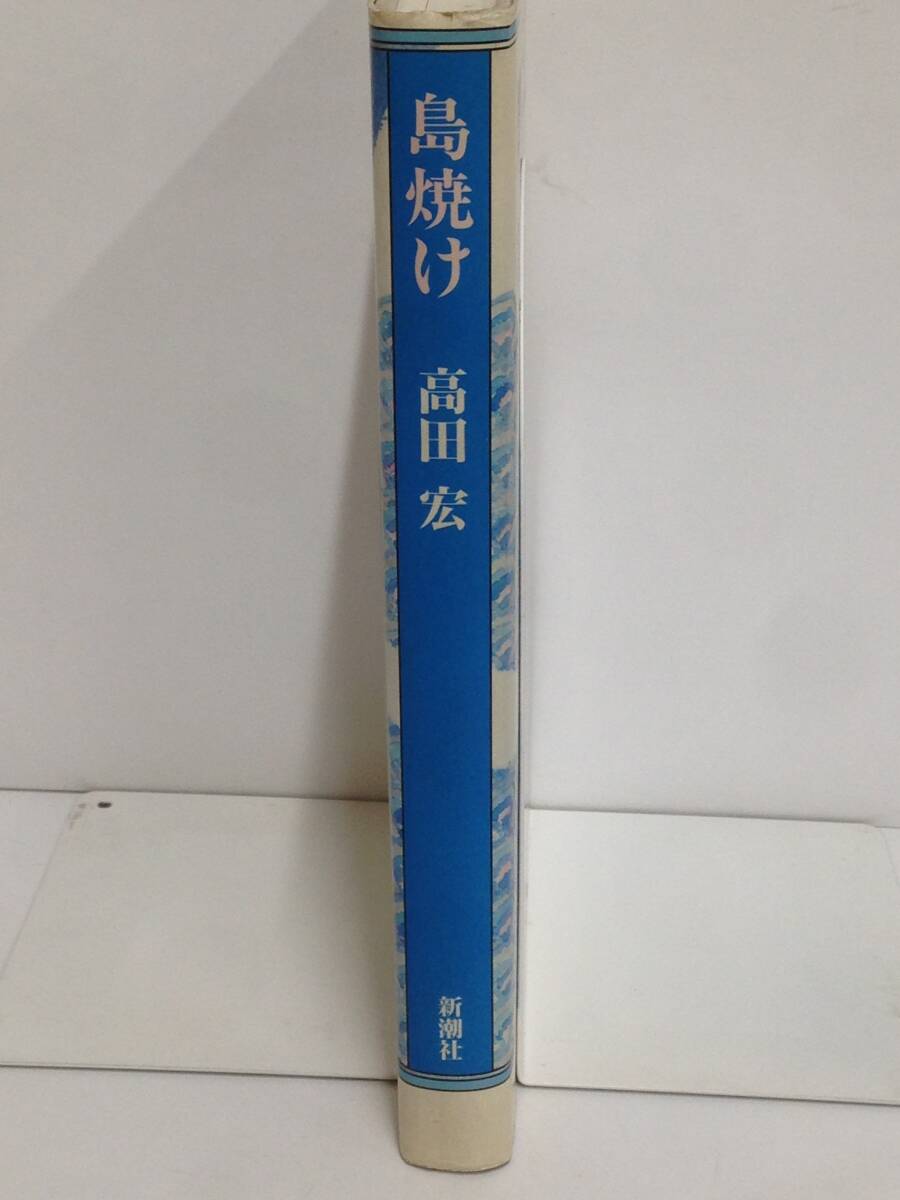 島焼け
高田 宏
新潮社